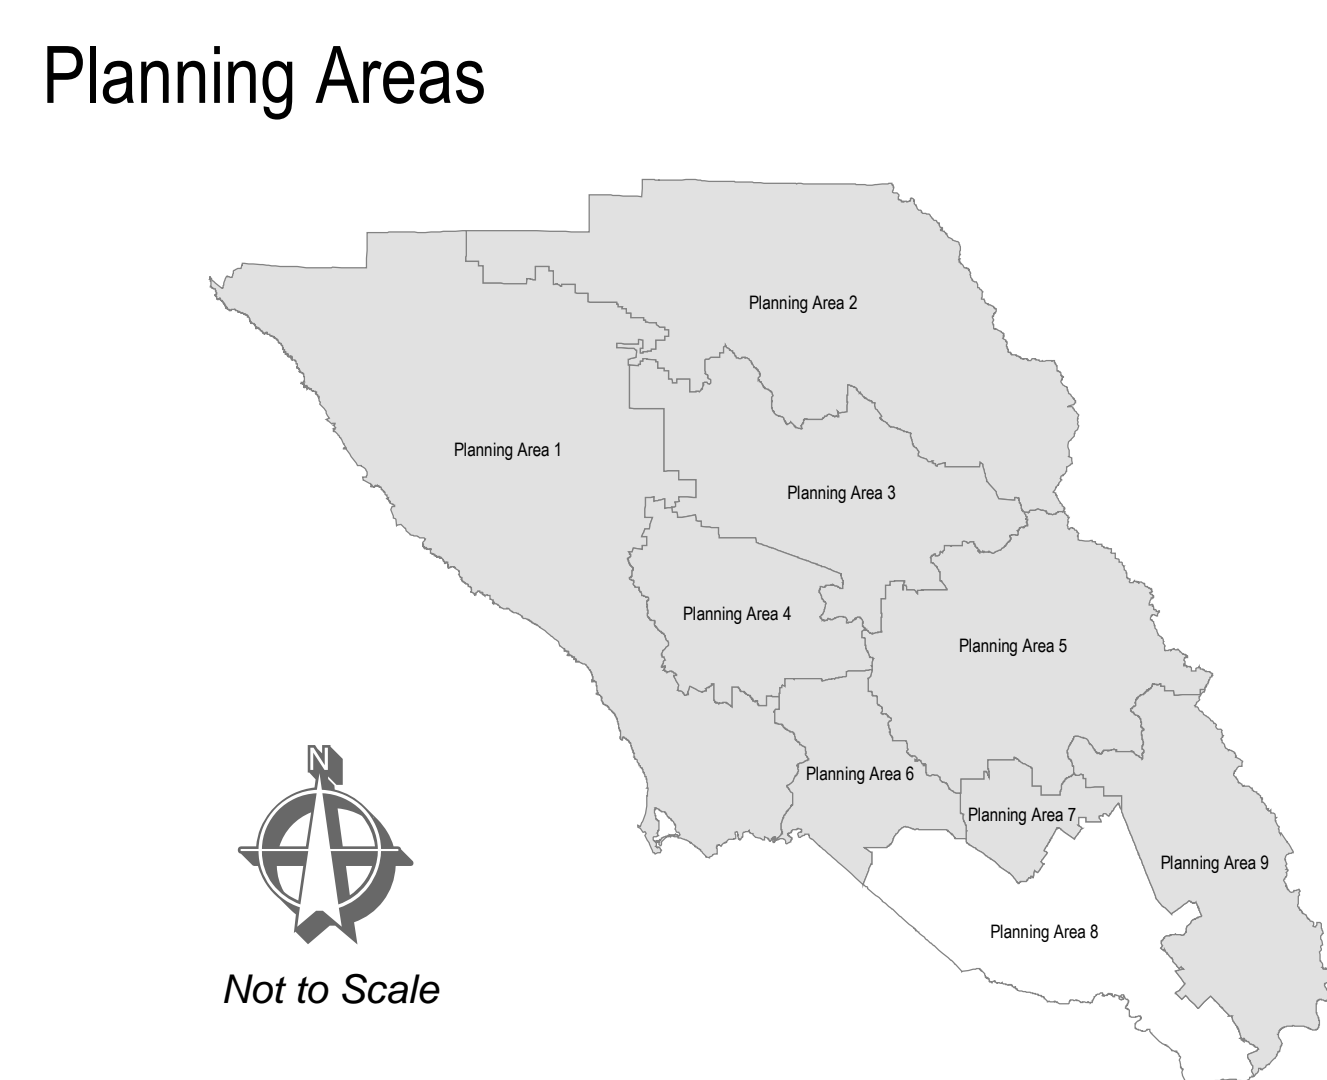 Planning Areas
Planning Area 2
Planning Area 1
Planning Area 3
Planning Area 4
Planning Area 5
Planning Area 6
Planning Area 7
Planning Area 9
Planning Area 8
N
Not to Scale